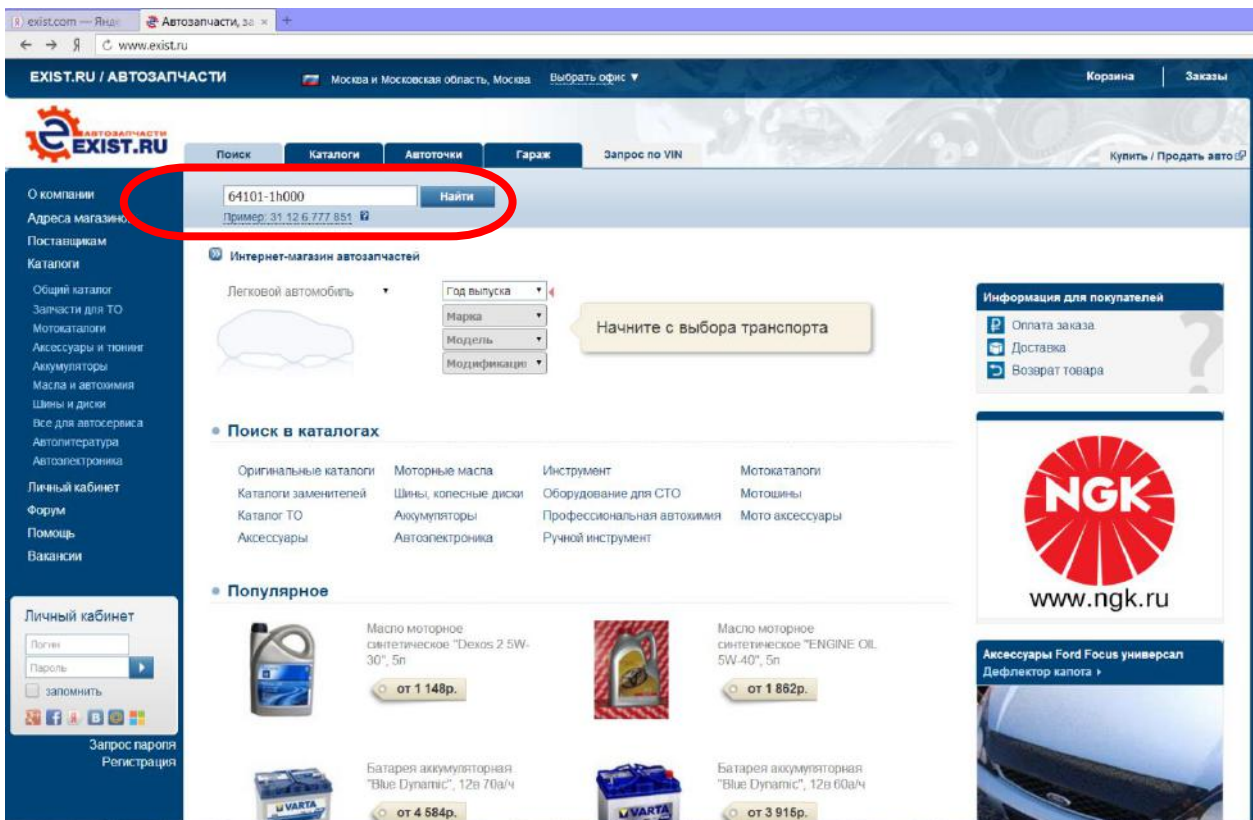 exist.com — Янде
Автозапчасти, за
www.exist.ru
EXIST.RU / АВТОЗАПЧАСТИ
Москва и Московская область, Москва
Выбрать офис ▼
Корзина
Заказы
АВТОЗАПЧАСТИ
EXIST.RU
Поиск
Каталоги
Автоточки
Гараж
Запрос по VIN
Купить / Продать авто
64101-1h000
Найти
Пример: 31 12 6 777 851
О компании
Адреса магазино
Поставщикам
Каталоги
Общий каталог
Запчасти для ТО
Мотокаталоги
Аксессуары и тюнинг
Аккумуляторы
Масла и автохимия
Шины и диски
Все для автосервиса
Автолитература
Автоэлектроника
Личный кабинет
Форум
Помощь
Вакансии
Личный кабинет
Логин
Пароль
запомнить
Запрос пароля
Регистрация
Интернет-магазин автозапчастей
Легковой автомобиль
Год выпуска
Марка
Модель
Модификацию
Начните с выбора транспорта
Поиск в каталогах
Оригинальные каталоги
Каталоги заменителей
Каталог ТО
Аксессуары
Моторные масла
Шины, колесные диски
Аккумуляторы
Автоэлектроника
Инструмент
Оборудование для СТО
Профессиональная автохимия
Ручной инструмент
Мотокаталоги
Мотошины
Мото аксессуары
Популярное
Масло моторное
синтетическое "Dexos 2 5W-
30", 5л
от 1 148р.
Масло моторное
синтетическое "ENGINE OIL
5W-40", 5л
от 1 862р.
Батарея аккумуляторная
"Blue Dynamic", 12в 70а/ч
от 4 584р.
VARTA
Батарея аккумуляторная
"Blue Dynamic", 12в 60а/ч
от 3 915р.
VARTA
Информация для покупателей
Оплата заказа
Доставка
Возврат товара
NGK
www.ngk.ru
Аксессуары Ford Focus универсал
Дефлектор капота